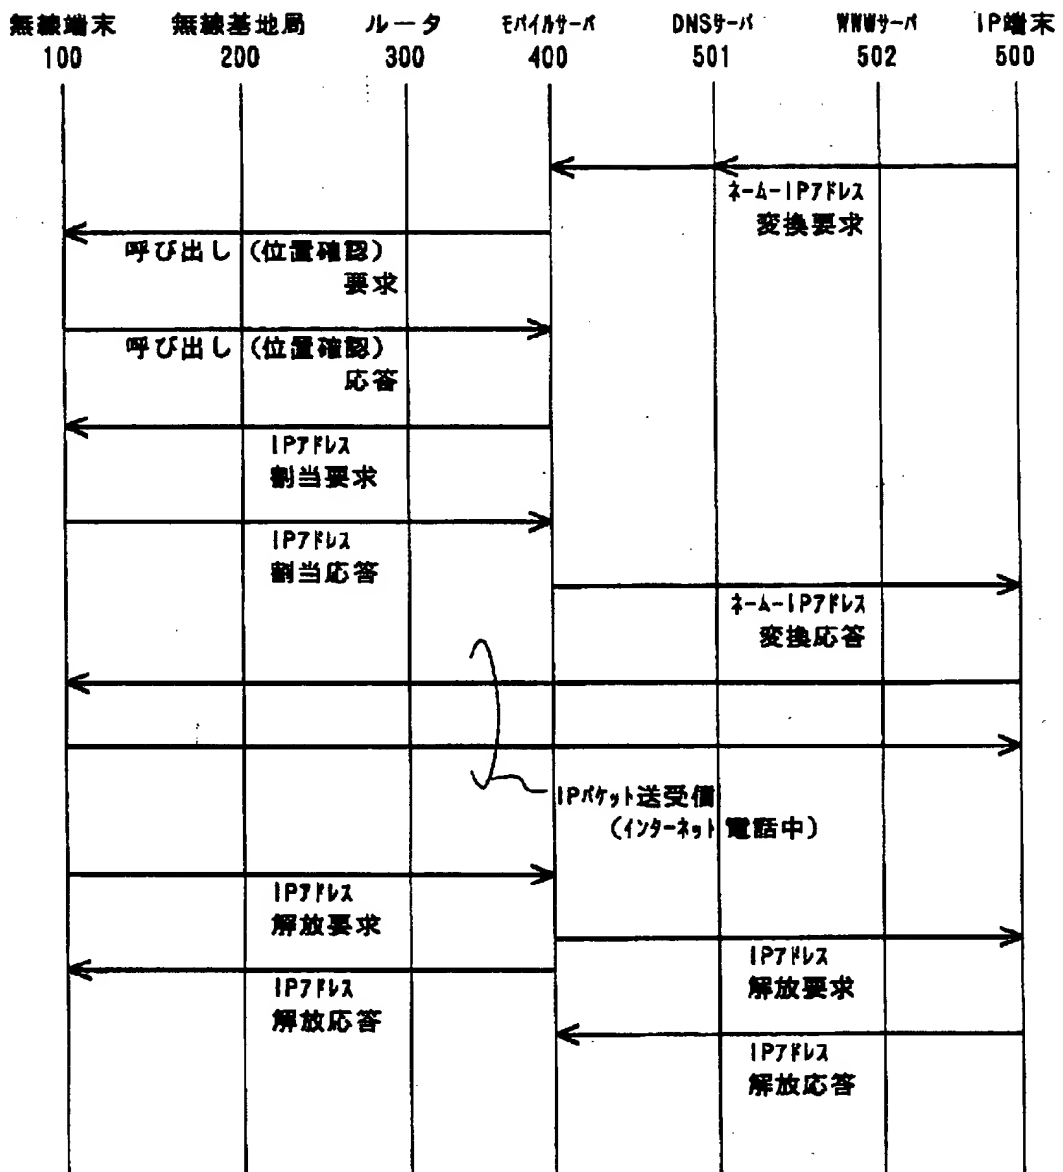 無線端末 無線基地局 ルータ ﾓﾊﾞｲﾙｻｰﾊﾞ DNSｻｰﾊﾞ WWWｻｰﾊﾞ IP端末
100 200 300 400 501 502 500
ﾈｰﾑｰIPｱﾄﾞﾚｽ
変換要求
呼び出し(位置確認)
要求
呼び出し(位置確認)
応答
IPｱﾄﾞﾚｽ
割当要求
IPｱﾄﾞﾚｽ
割当応答
ﾈｰﾑｰIPｱﾄﾞﾚｽ
変換応答
IPﾊﾟｹｯﾄ送受信
(ｲﾝﾀｰﾈｯﾄ電話中)
IPｱﾄﾞﾚｽ
解放要求
IPｱﾄﾞﾚｽ
解放要求
IPｱﾄﾞﾚｽ
解放応答
IPｱﾄﾞﾚｽ
解放応答